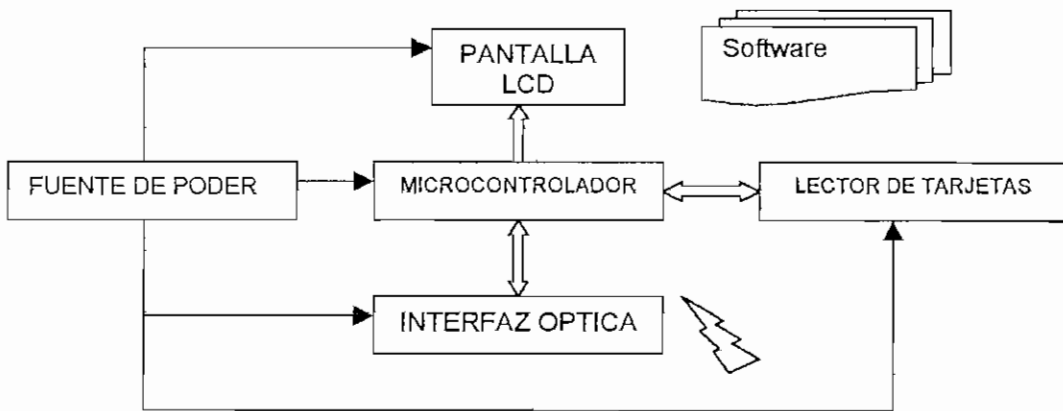 PANTALLA
LCD
Software
FUENTE DE PODER
MICROCONTROLADOR
LECTOR DE TARJETAS
INTERFAZ OPTICA